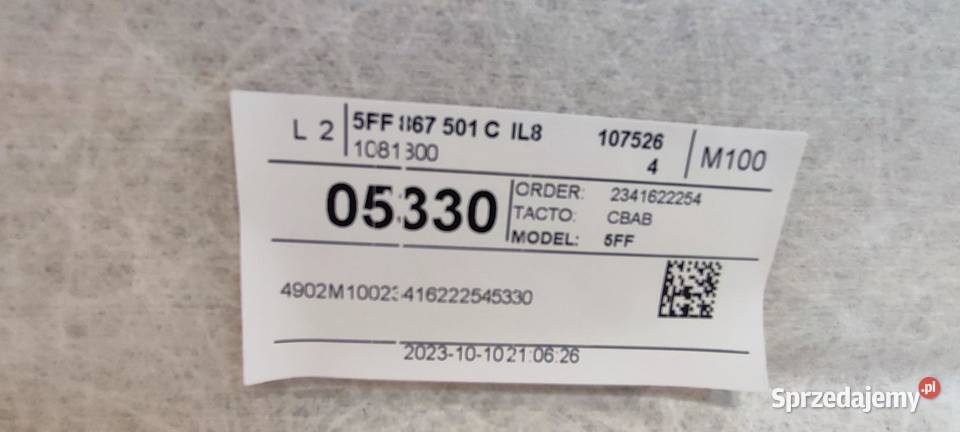 L 2
5FF 867 501 C IL8
1081800
107526
4
M100
05330
ORDER: 2341622254
TACTO: CBAB
MODEL: 5FF
4902M10023416222545330
2023-10-10 21:06:26
Sprzedajemy.pl